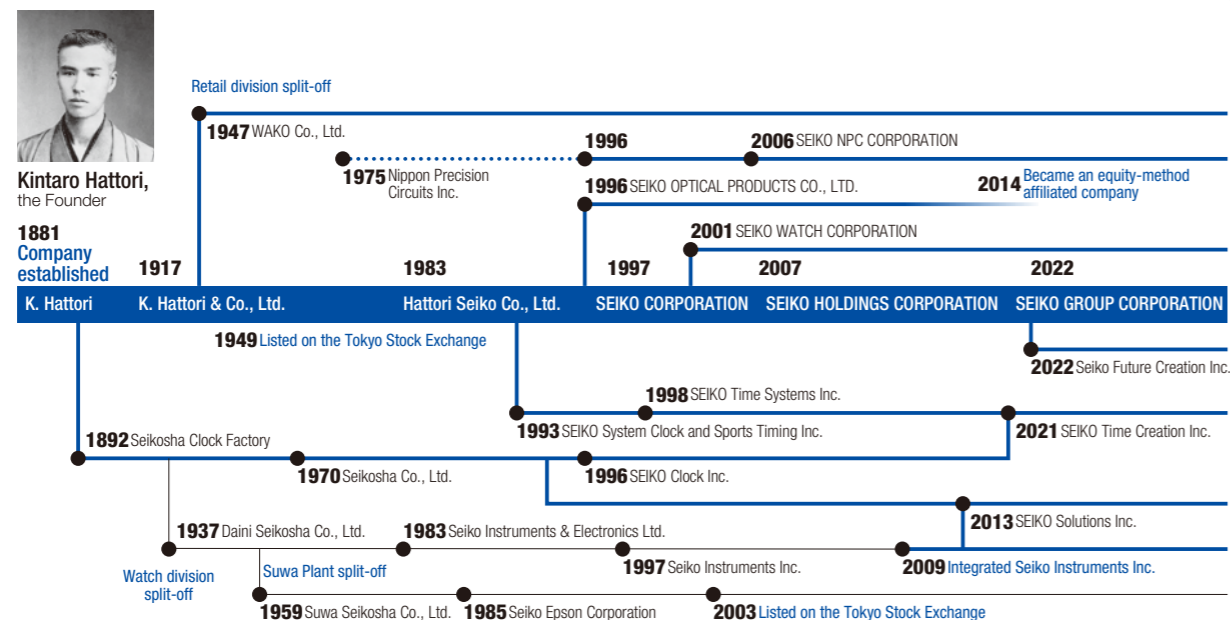 Retail division split-off
1947 WAKO Co., Ltd.
1996
2006 SEIKO NPC CORPORATION
1975 Nippon Precision
Circuits Inc.
Kintaro Hattori,
the Founder
1996 SEIKO OPTICAL PRODUCTS CO., LTD.
2014 Became an equity-method
affiliated company
2001 SEIKO WATCH CORPORATION
1881
Company
established
1917
1983
1997
2007
2022
K. Hattori
K. Hattori & Co., Ltd.
Hattori Seiko Co., Ltd.
SEIKO CORPORATION
SEIKO HOLDINGS CORPORATION
SEIKO GROUP CORPORATION
1949 Listed on the Tokyo Stock Exchange
2022 Seiko Future Creation Inc.
1998 SEIKO Time Systems Inc.
1993 SEIKO System Clock and Sports Timing Inc.
2021 SEIKO Time Creation Inc.
1892 Seikosha Clock Factory
1970 Seikosha Co., Ltd.
1996 SEIKO Clock Inc.
2013 SEIKO Solutions Inc.
1937 Daini Seikosha Co., Ltd.
1983 Seiko Instruments & Electronics Ltd.
1997 Seiko Instruments Inc.
2009 Integrated Seiko Instruments Inc.
Watch division
split-off
Suwa Plant split-off
1959 Suwa Seikosha Co., Ltd.
1985 Seiko Epson Corporation
2003 Listed on the Tokyo Stock Exchange